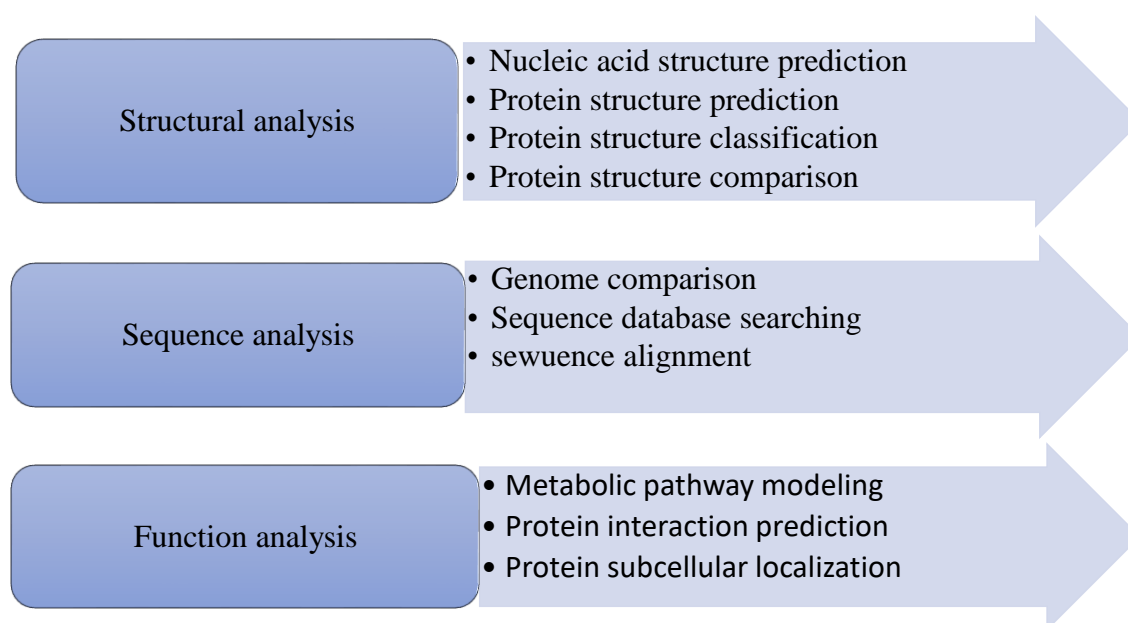 Structural analysis
• Nucleic acid structure prediction
• Protein structure prediction
• Protein structure classification
• Protein structure comparison
Sequence analysis
• Genome comparison
• Sequence database searching
• sewuence alignment
Function analysis
• Metabolic pathway modeling
• Protein interaction prediction
• Protein subcellular localization